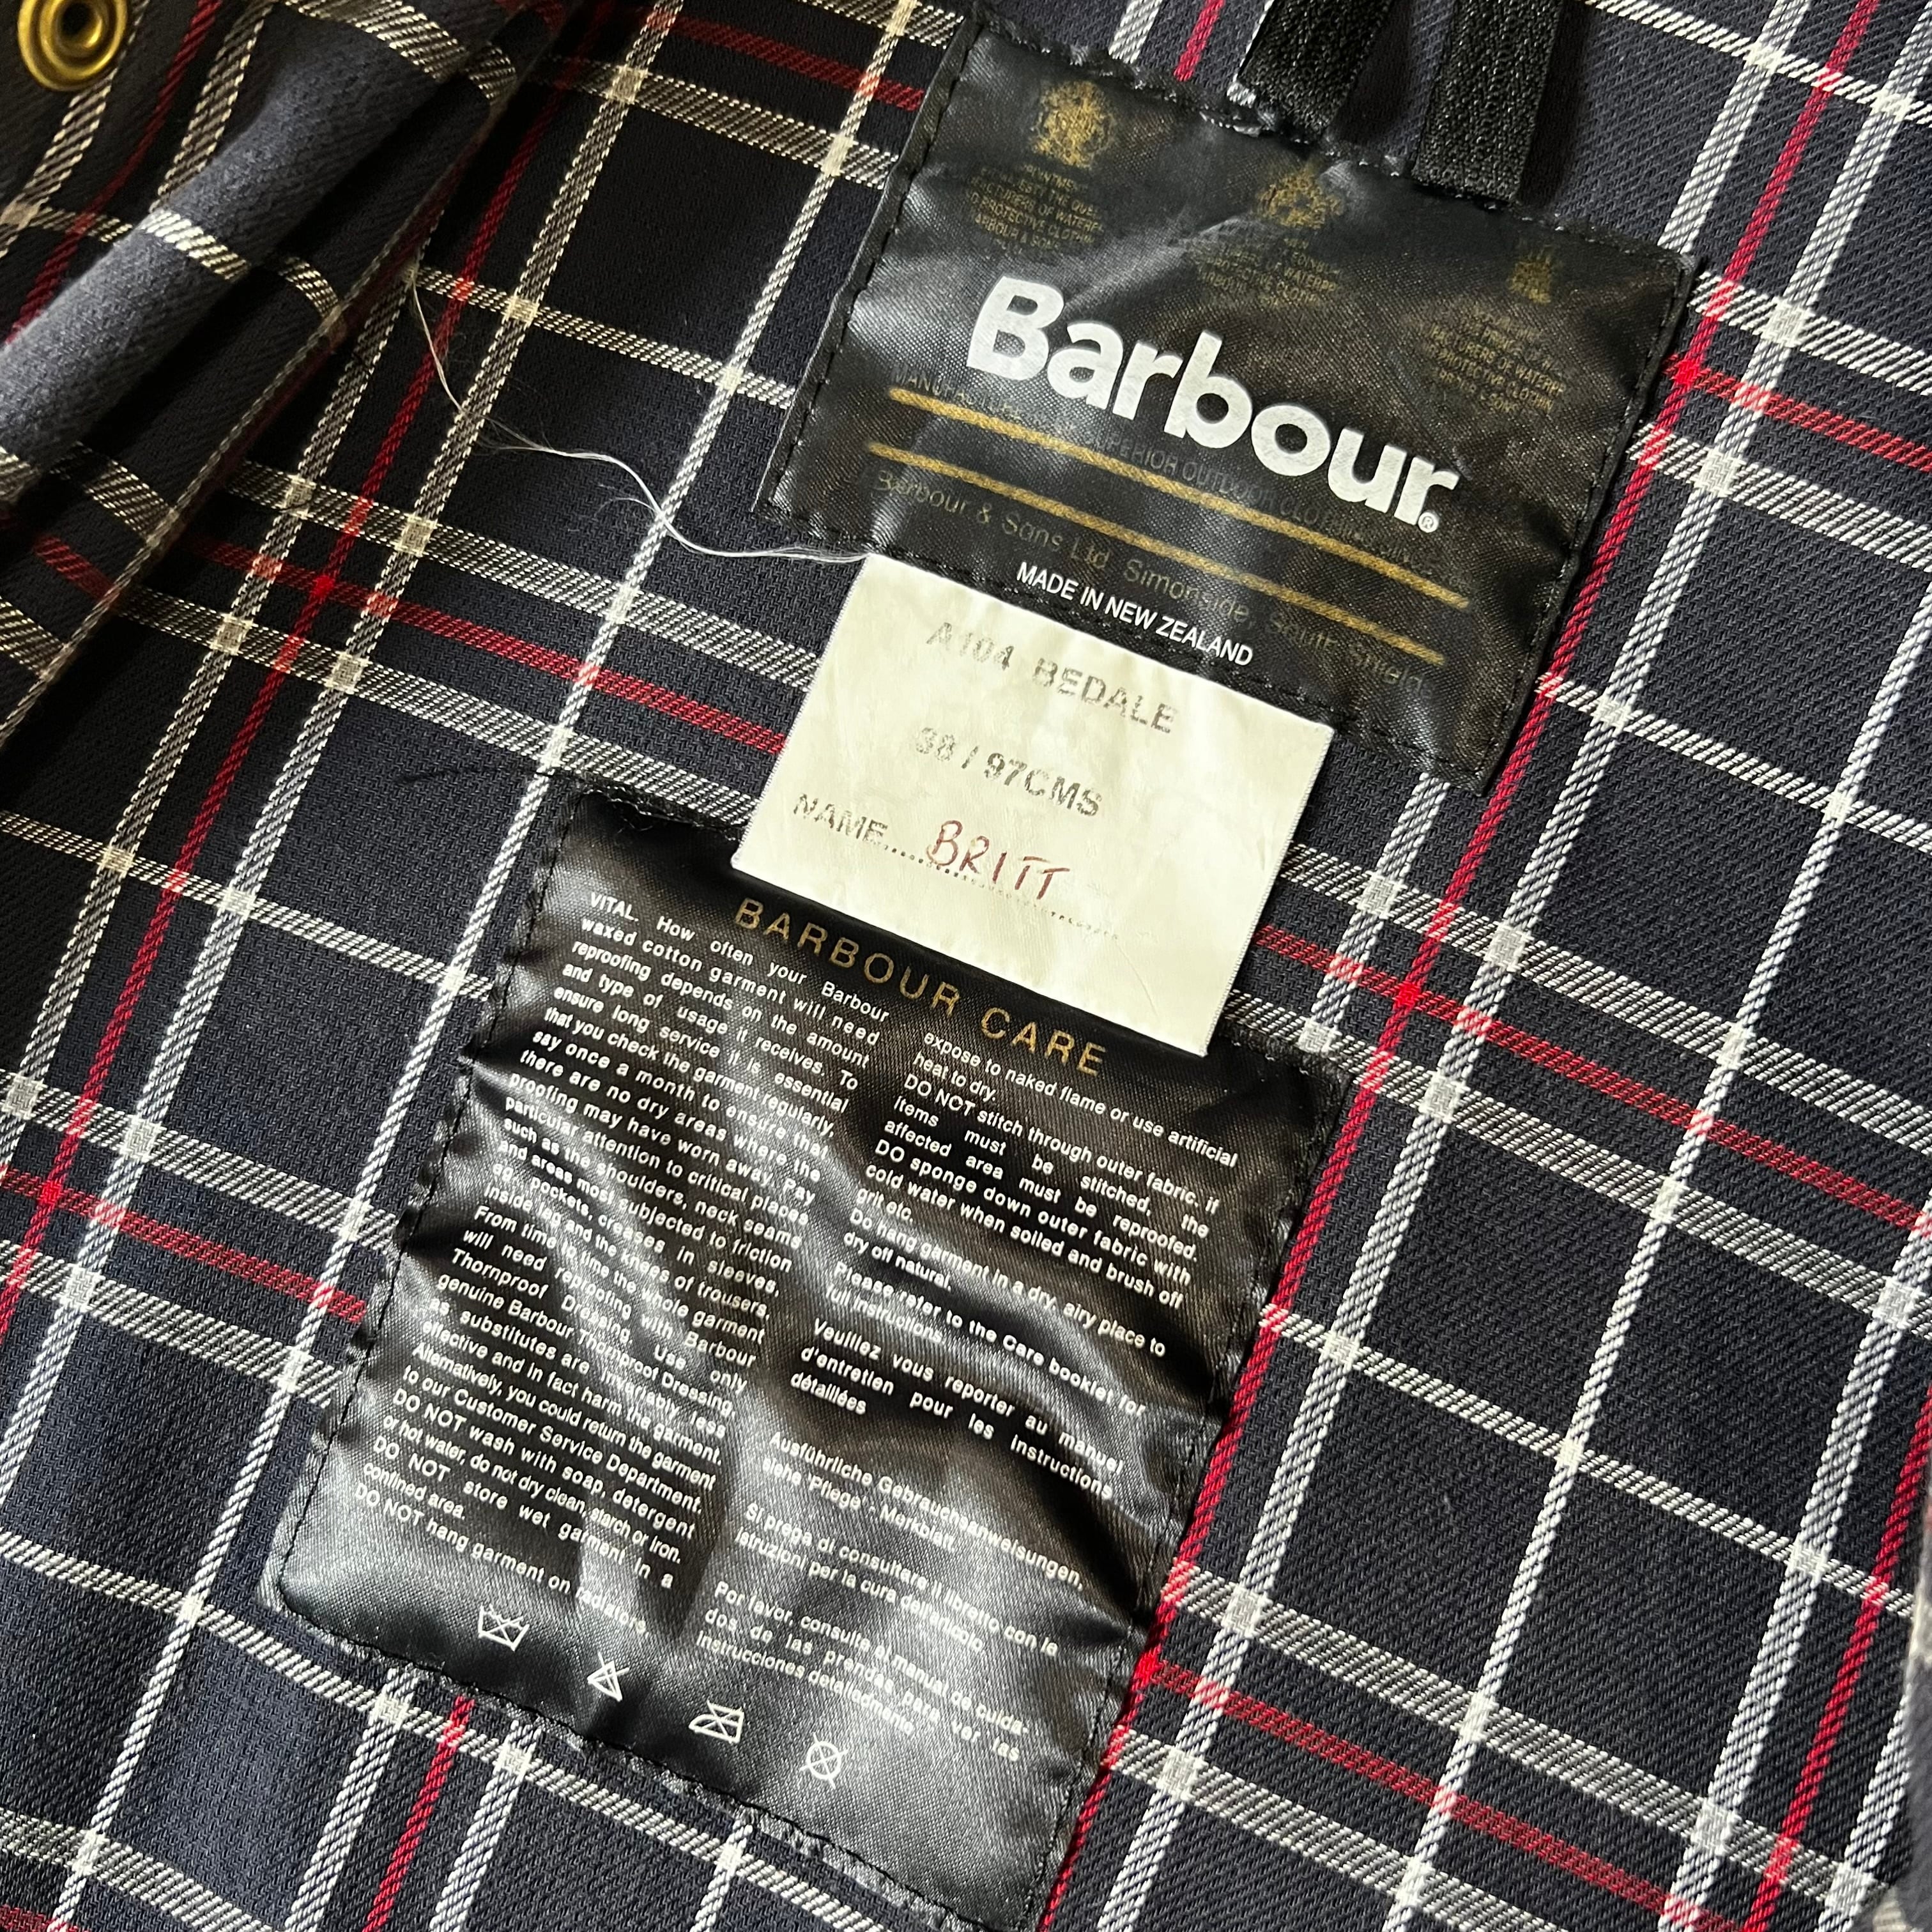 Barbour®
Barbour & Sons Ltd. Simonside, South Shields
MADE IN NEW ZEALAND
A104 BEDALE
38 / 97CMS
NAME BRITT
BARBOUR CARE
VITAL. How often your Barbour
waxed cotton garment will need
reproofing depends on the amount
and type of usage it receives. To
ensure long service it is essential
that you check the garment regularly,
say once a month to ensure that
there are no dry areas where the
proofing may have worn away. Pay
particular attention to critical places
such as the shoulders, neck seams
and areas most subjected to friction
eg. pockets, creases in sleeves,
inside leg and the knees of trousers.
From time to time the whole garment
will need reproofing with Barbour
Thornproof Dressing. Use only
genuine Barbour Thornproof Dressing
as substitutes are invariably less
effective and in fact harm the garment.
Alternatively, you could return the garment
to our Customer Service Department.
DO NOT wash with soap, detergent
or hot water, do not dry clean, starch or iron.
DO NOT store wet garment in a
confined area.
DO NOT hang garment on radiators,
expose to naked flame or use artificial
heat to dry.
DO NOT stitch through outer fabric, if
items must be stitched, the
affected area must be reproofed.
DO sponge down outer fabric with
cold water when soiled and brush off
grit etc.
Do hang garment in a dry, airy place to
dry off natural.
Please refer to the Care booklet for
full instructions.
Veuillez vous reporter au manuel
d'entretien pour les instructions
détaillées
Ausführliche Gebrauchsanweisungen,
siehe 'Pflege' - Merkblatt.
Si prega di consultare il libretto con la
istruzioni per la cura dell'articolo
Por favor, consulte el manual de cuida-
dos de las prendas para ver las
instrucciones detalladamente.